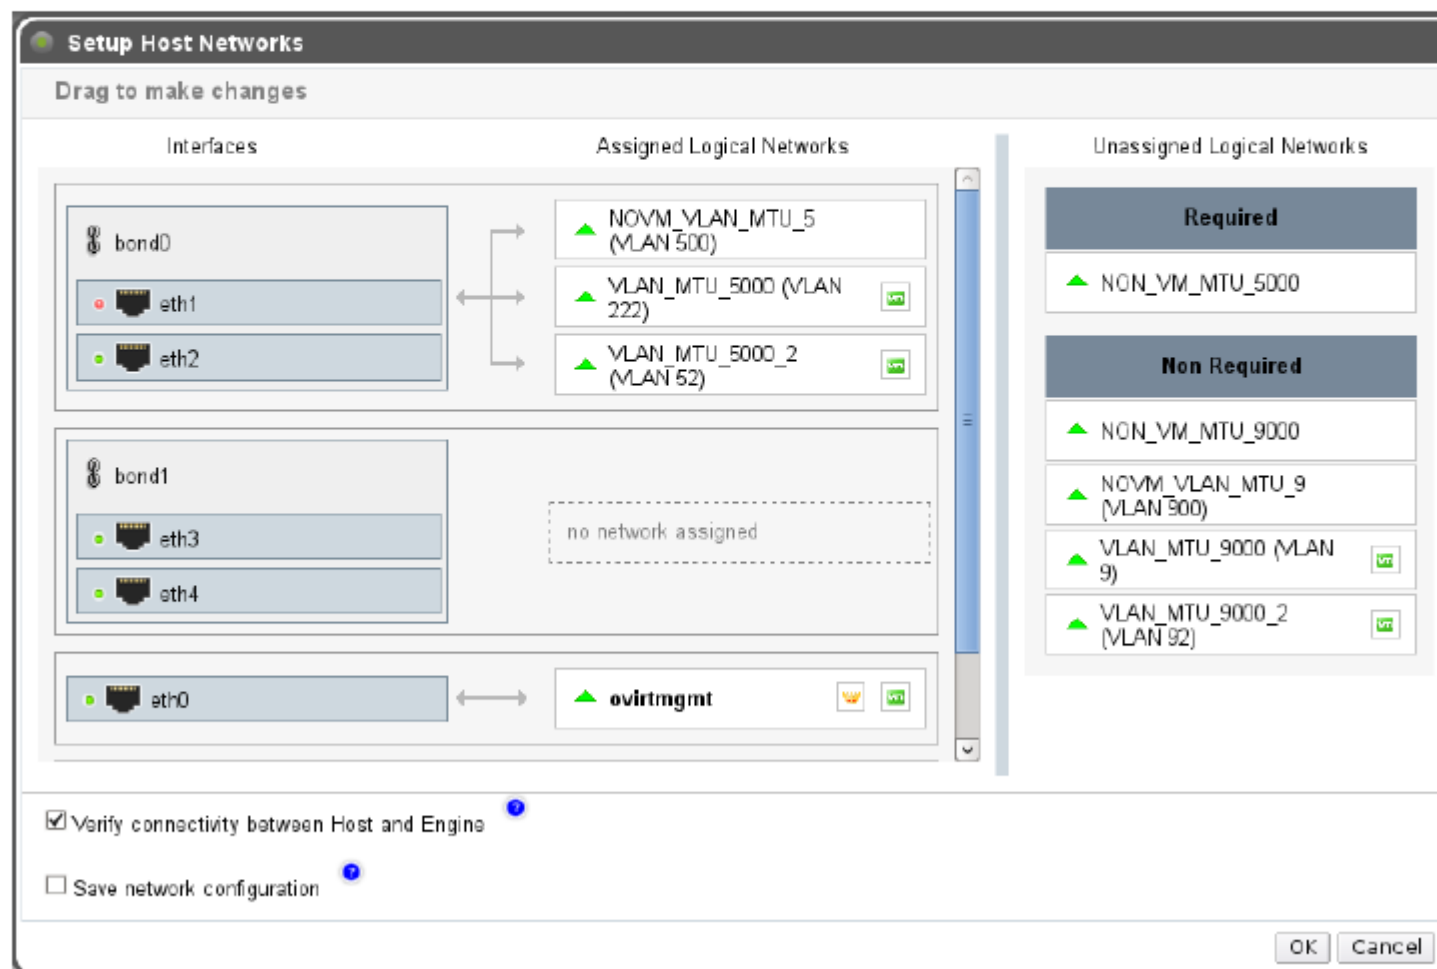 Setup Host Networks
Drag to make changes
Interfaces
Assigned Logical Networks
Unassigned Logical Networks
bond0
eth1
eth2
NOVM_VLAN_MTU_5
(VLAN 500)
VLAN_MTU_5000 (VLAN
222)
VLAN_MTU_5000_2
(VLAN 52)
bond1
eth3
eth4
no network assigned
eth0
ovirtmgmt
Required
NON_VM_MTU_5000
Non Required
NON_VM_MTU_9000
NOVM_VLAN_MTU_9
(VLAN 900)
VLAN_MTU_9000 (VLAN
9)
VLAN_MTU_9000_2
(VLAN 92)
Verify connectivity between Host and Engine
?
Save network configuration
?
OK
Cancel